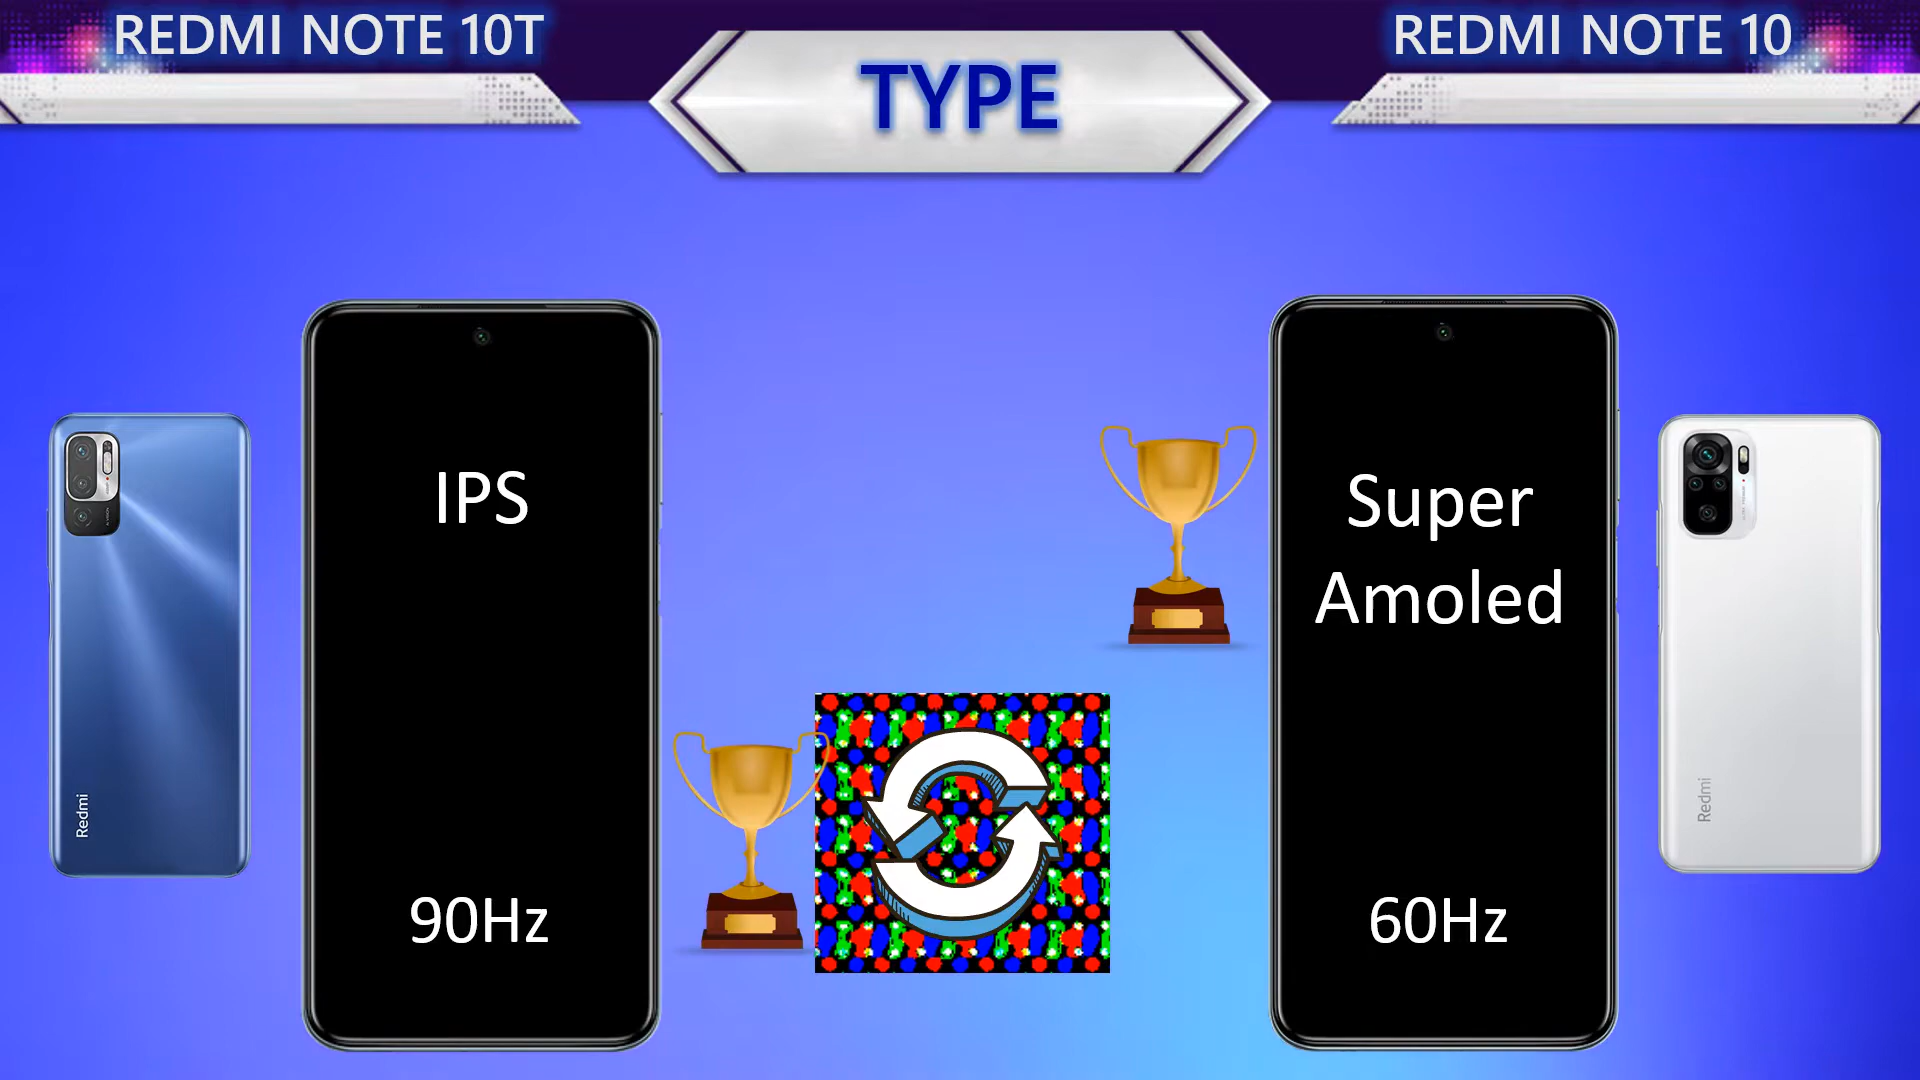 REDMI NOTE 10T
TYPE
REDMI NOTE 10
IPS
90Hz
Super
Amoled
60Hz
Redmi
Redmi